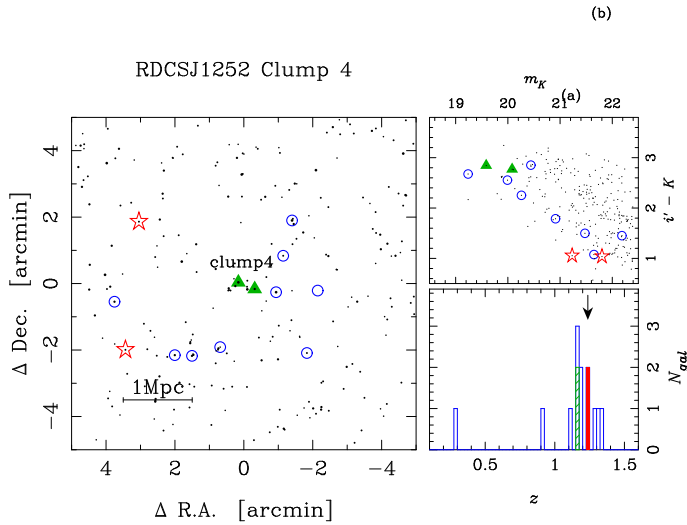 (b)
RDCSJ1252 Clump 4
m_K
(a)
19 20 21 22
4
2
0
−2
−4
Δ Dec. [arcmin]
clump4
1Mpc
4 2 0 −2 −4
Δ R.A. [arcmin]
3
2
1
i′ − K
3
2
1
0
N_gal
0.5 1 1.5
z